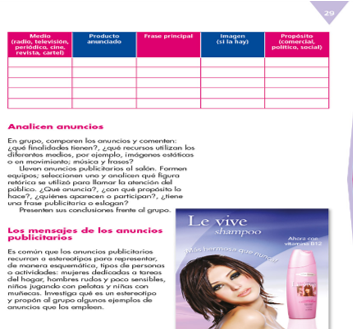 29
Medio
(radio, televisión,
periódico, cine,
revista, cartel)
Producto
anunciado
Frase principal
Imagen
(si la hay)
Propósito
(comercial,
político, social)
Analicen anuncios
En grupo, comparen los anuncios y comenten:
¿qué finalidades tienen?, ¿qué recursos utilizan los
diferentes medios, por ejemplo, imágenes estáticas
o en movimiento; música y frases?
Lleven anuncios publicitarios al salón. Formen
equipos; seleccionen uno y analicen qué figura
retórica se utilizó para llamar la atención del
público. ¿Qué anuncia?, ¿con qué propósito lo
hace?, ¿quiénes aparecen o participan?, ¿tiene
una frase publicitaria o eslogan?
Presenten sus conclusiones frente al grupo.
Los mensajes de los anuncios
publicitarios
Es común que los anuncios publicitarios
recurran a estereotipos para representar,
de manera esquemática, tipos de personas
o actividades: mujeres dedicadas a tareas
del hogar, hombres rudos y poco sensibles,
niños jugando con pelotas y niñas con
muñecas. Investiga qué es un estereotipo
y propón al grupo algunos ejemplos de
anuncios que los empleen.
Le vive
shampoo
Más hermosa que nunca
Ahora con